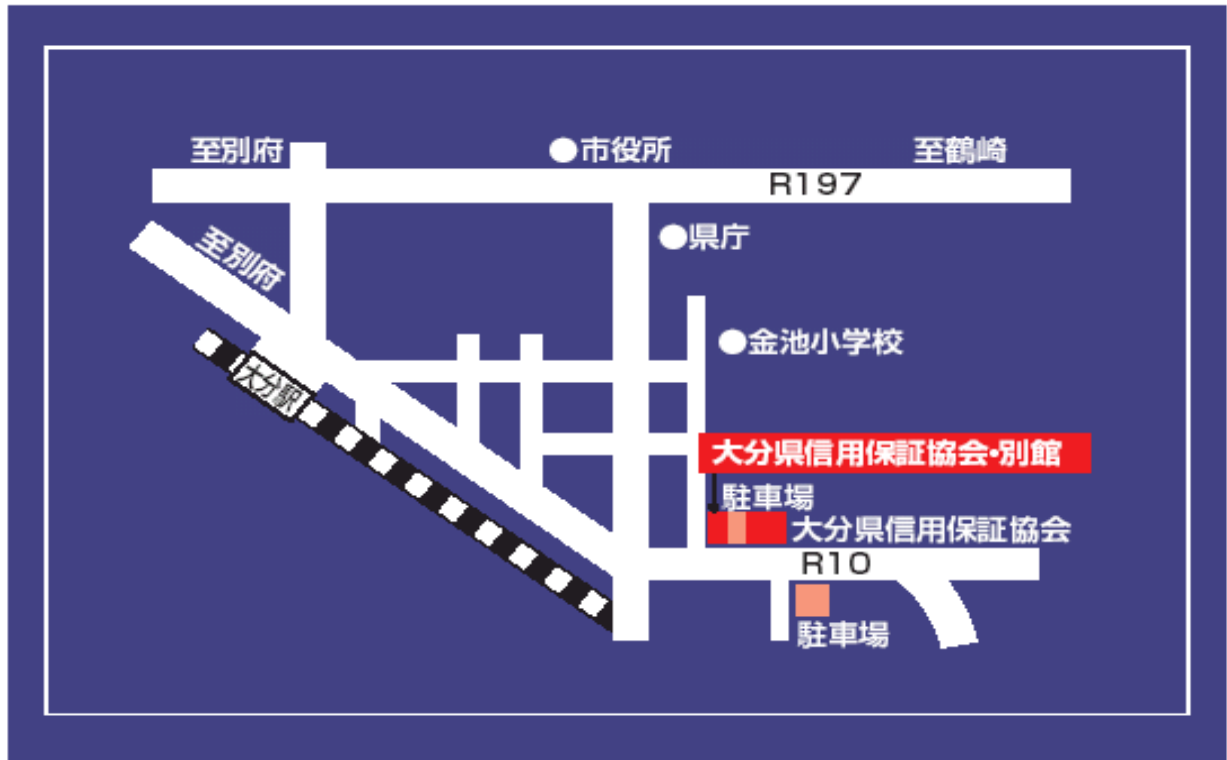 至別府
●市役所
至鶴崎
R197
至別府
●県庁
●金池小学校
大分駅
大分県信用保証協会・別館
駐車場
大分県信用保証協会
R10
駐車場